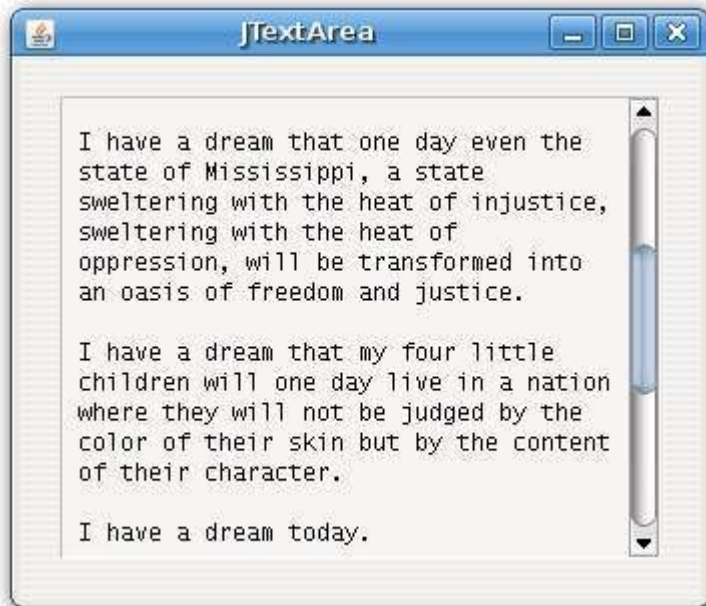 JTextArea
I have a dream that one day even the
state of Mississippi, a state
sweltering with the heat of injustice,
sweltering with the heat of
oppression, will be transformed into
an oasis of freedom and justice.
I have a dream that my four little
children will one day live in a nation
where they will not be judged by the
color of their skin but by the content
of their character.
I have a dream today.